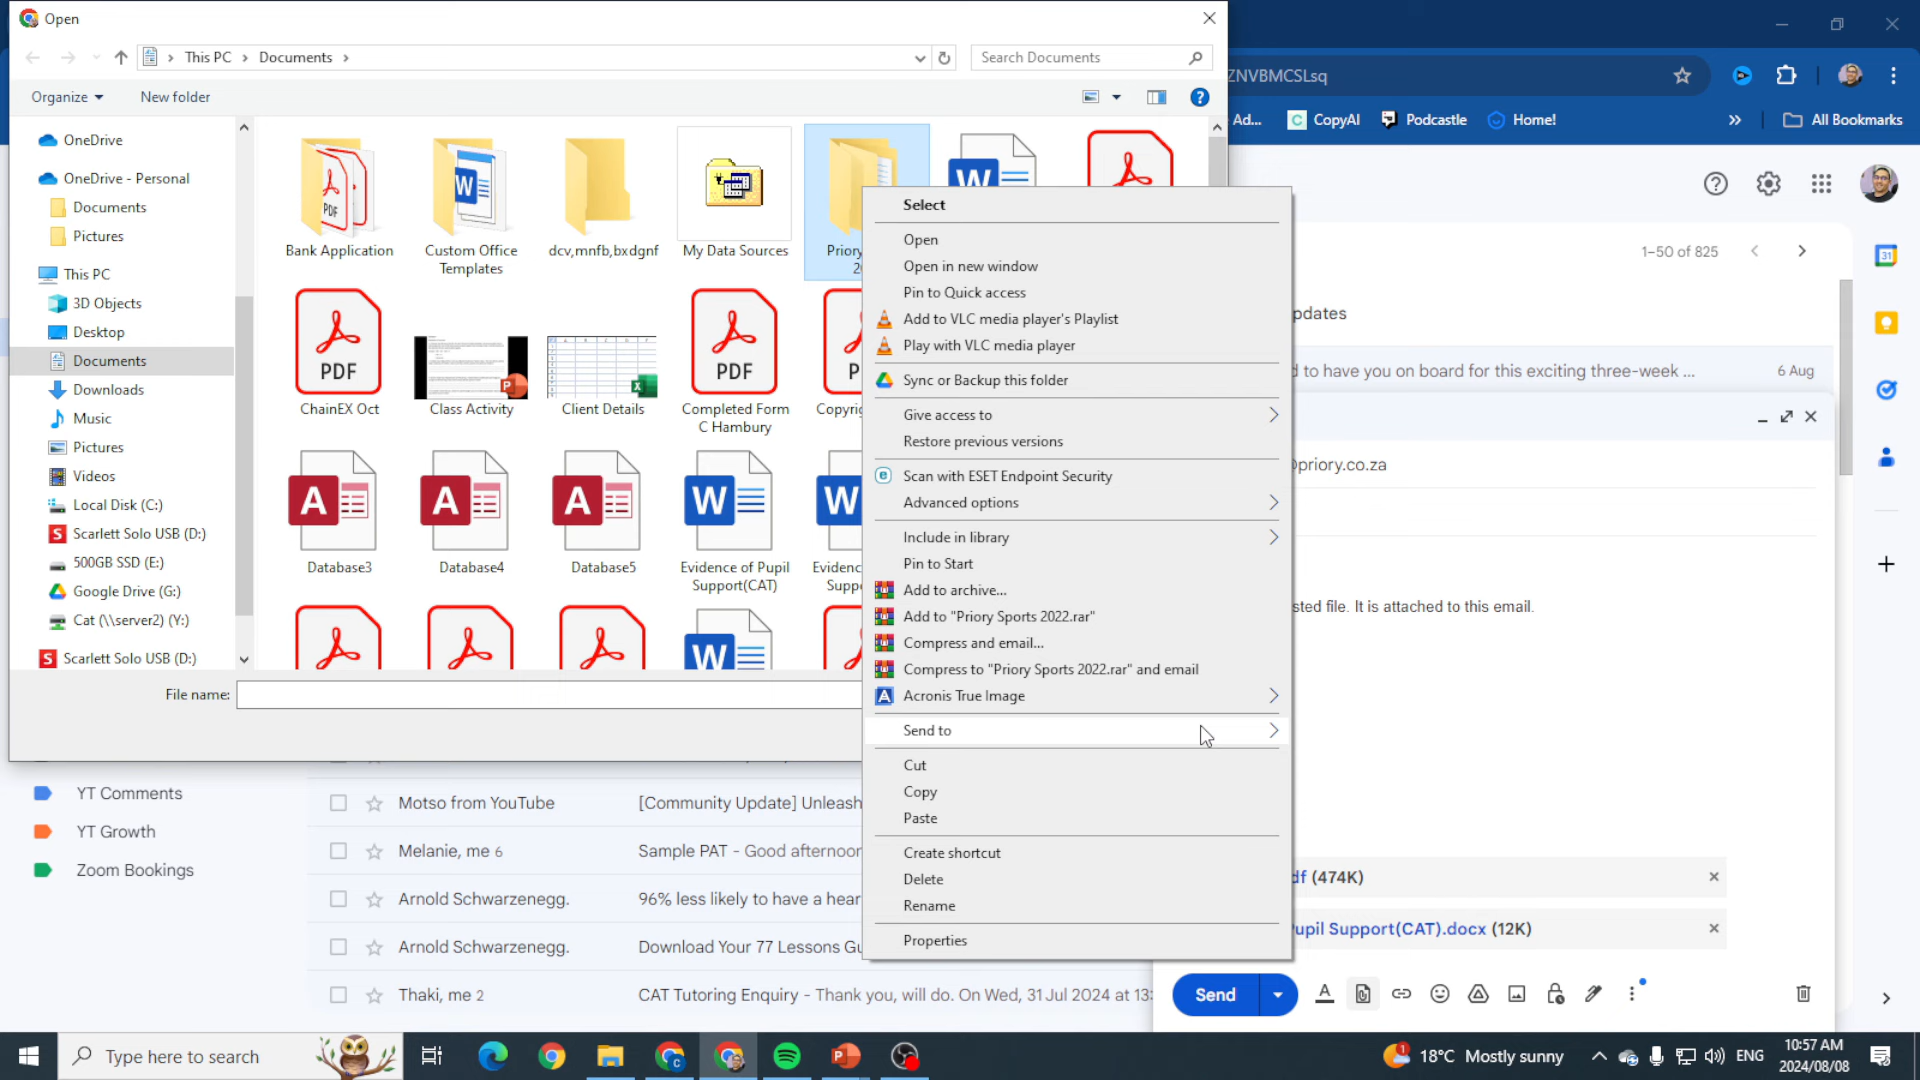 Open
This PC
Documents
Search Documents
Organize
New folder
OneDrive
OneDrive - Personal
Documents
Pictures
This PC
3D Objects
Desktop
Documents
Downloads
Music
Pictures
Videos
Local Disk (C:)
Scarlett Solo USB (D:)
500GB SSD (E:)
Google Drive (G:)
Cat (\\server2) (Y:)
Scarlett Solo USB (D:)
Bank Application
Custom Office
Templates
dcv,mnfb,bxdgnf
My Data Sources
Priory
ChainEX Oct
Class Activity
Client Details
Completed Form
C Hambury
Database3
Database4
Database5
Evidence of Pupil
Support(CAT)
PDF
PDF
PDF
File name:
Select
Open
Open in new window
Pin to Quick access
Add to VLC media player's Playlist
Play with VLC media player
Sync or Backup this folder
Give access to
Restore previous versions
Scan with ESET Endpoint Security
Advanced options
Include in library
Pin to Start
Add to archive...
Add to "Priory Sports 2022.rar"
Compress and email...
Compress to "Priory Sports 2022.rar" and email
Acronis True Image
Send to
Cut
Copy
Paste
Create shortcut
Delete
Rename
Properties
ZNVBMCSLsq
Ad...
CopyAI
Podcastle
Home!
All Bookmarks
1–50 of 825
pdates
d to have you on board for this exciting three-week ...
6 Aug
@priory.co.za
sted file. It is attached to this email.
df (474K)
upil Support(CAT).docx (12K)
Send
YT Comments
YT Growth
Zoom Bookings
Motso from YouTube
[Community Update] Unleash
Melanie, me 6
Sample PAT - Good afternoon
Arnold Schwarzenegg.
96% less likely to have a hear
Arnold Schwarzenegg.
Download Your 77 Lessons Gu
Thaki, me 2
CAT Tutoring Enquiry - Thank you, will do. On Wed, 31 Jul 2024 at 13:
Type here to search
18°C Mostly sunny
ENG
10:57 AM
2024/08/08